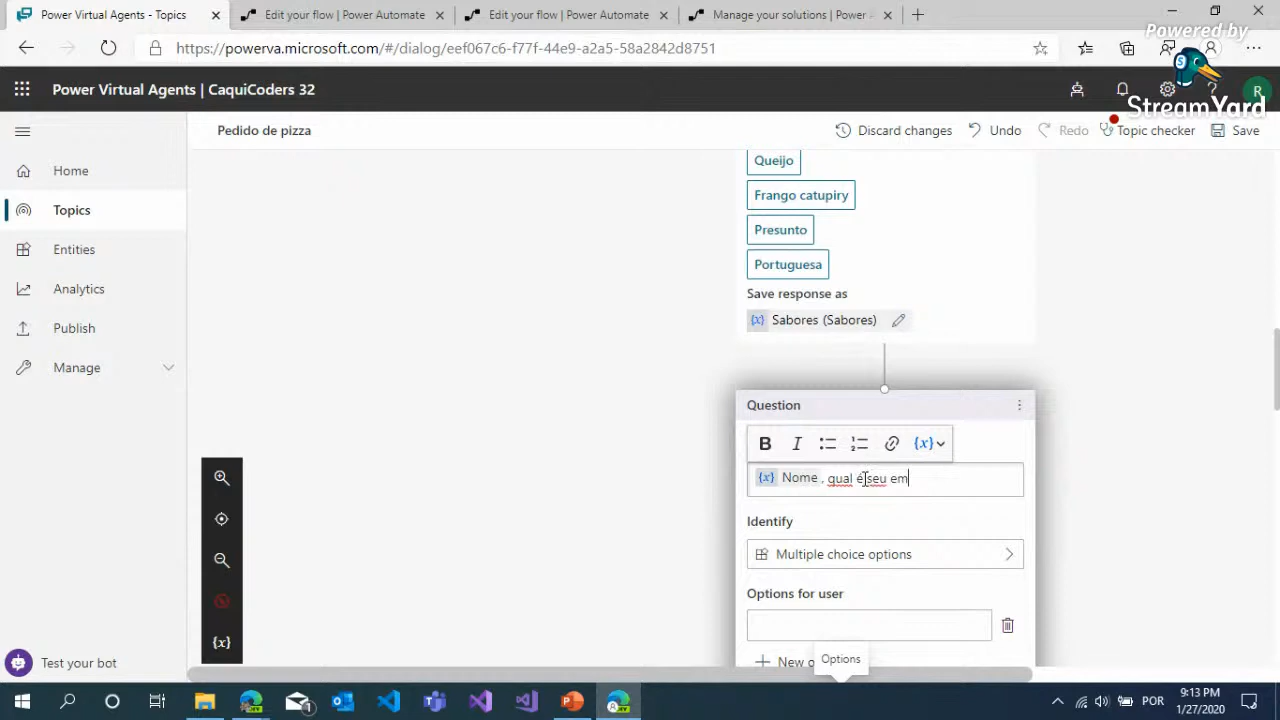 Power Virtual Agents - Topics
Edit your flow | Power Automate
Edit your flow | Power Automate
Manage your solutions | Power A
https://powerva.microsoft.com/#/dialog/eef067c6-f77f-44e9-a2a5-58a2842d8751
Powered by
StreamYard
Power Virtual Agents | CaquiCoders 32
R
Pedido de pizza
Discard changes
Undo
Redo
Topic checker
Save
Home
Topics
Entities
Analytics
Publish
Manage
Test your bot
Queijo
Frango catupiry
Presunto
Portuguesa
Save response as
{x} Sabores (Sabores)
Question
B I {x}
{x} Nome , qual é seu em
Identify
Multiple choice options
Options for user
New o
Options
{x}
POR
9:13 PM
1/27/2020